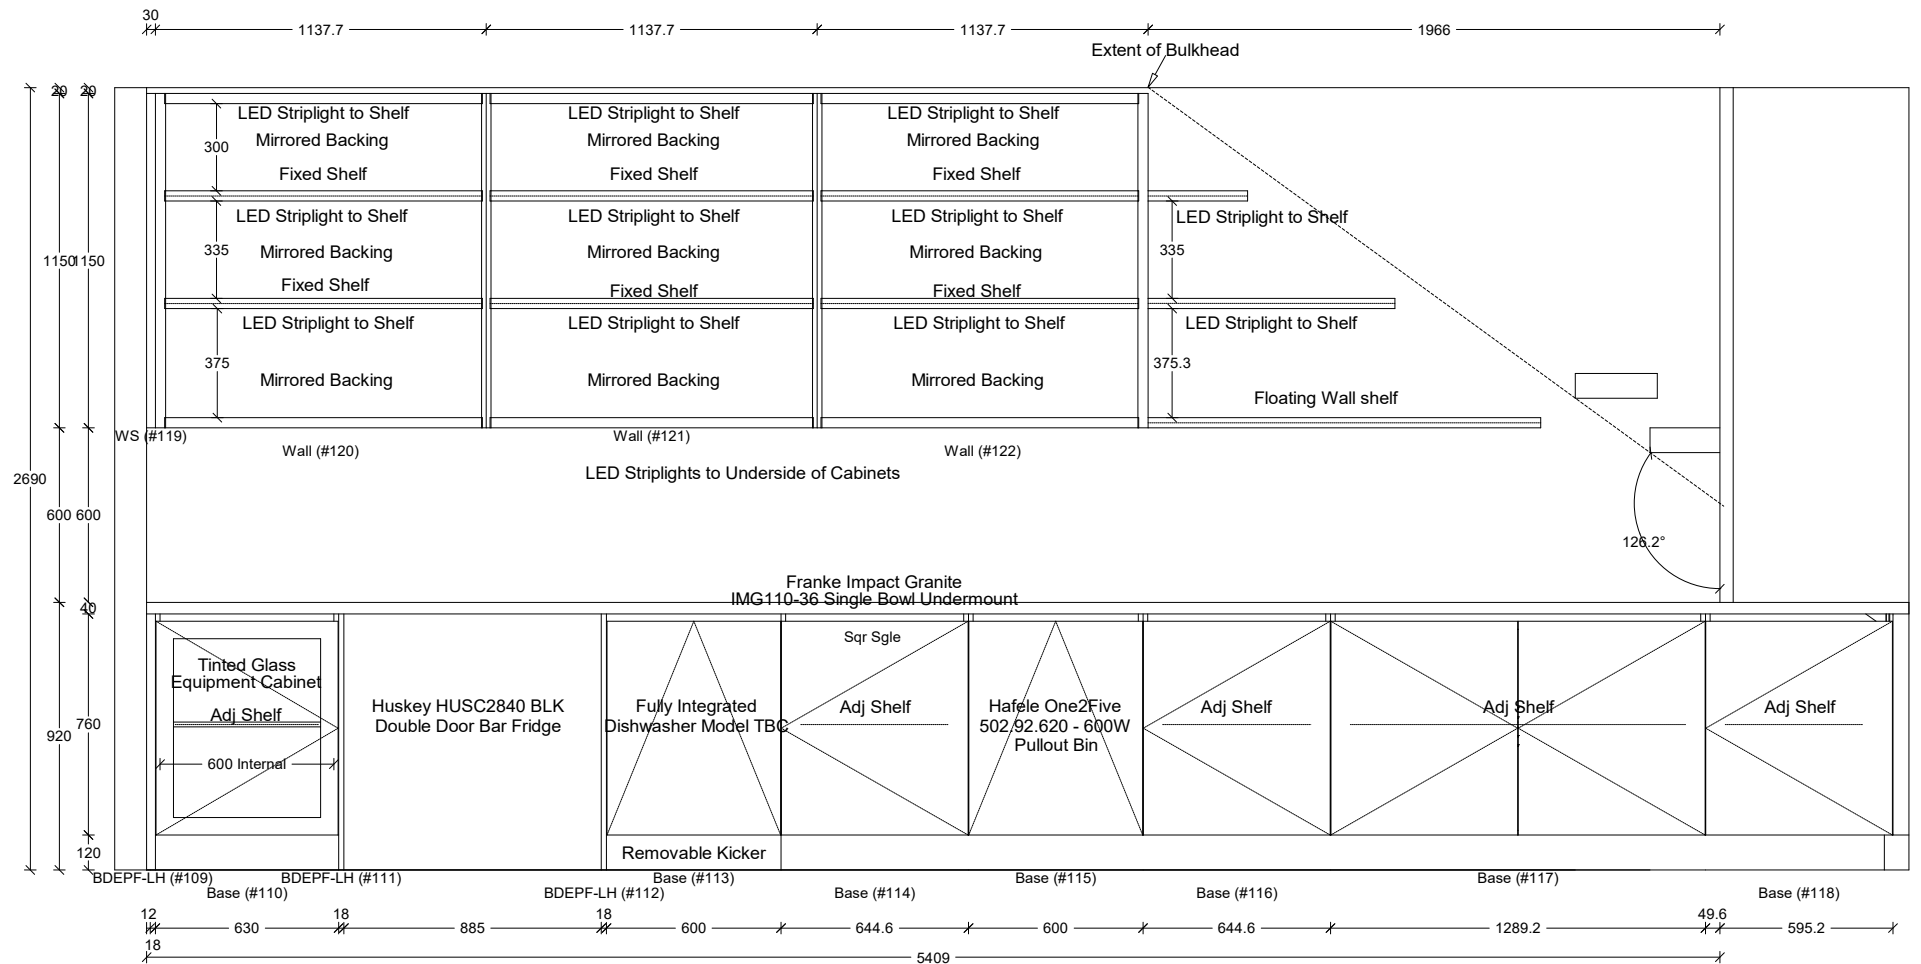 30
1137.7
1137.7
1137.7
1966
Extent of Bulkhead
20
20
LED Striplight to Shelf
LED Striplight to Shelf
LED Striplight to Shelf
300
Mirrored Backing
Mirrored Backing
Mirrored Backing
Fixed Shelf
Fixed Shelf
Fixed Shelf
LED Striplight to Shelf
LED Striplight to Shelf
LED Striplight to Shelf
LED Striplight to Shelf
1150
1150
335
Mirrored Backing
Mirrored Backing
Mirrored Backing
335
Fixed Shelf
Fixed Shelf
Fixed Shelf
LED Striplight to Shelf
LED Striplight to Shelf
LED Striplight to Shelf
LED Striplight to Shelf
375
375.3
Mirrored Backing
Mirrored Backing
Mirrored Backing
Floating Wall shelf
WS (#119)
Wall (#120)
Wall (#121)
Wall (#122)
LED Striplights to Underside of Cabinets
2690
600
600
126.2°
Franke Impact Granite
IMG110-36 Single Bowl Undermount
40
Sqr Sgle
Tinted Glass
Equipment Cabinet
Adj Shelf
600 Internal
Huskey HUSC2840 BLK
Double Door Bar Fridge
Fully Integrated
Dishwasher Model TBC
Adj Shelf
Hafele One2Five
502.92.620 - 600W
Pullout Bin
Adj Shelf
Adj Shelf
Adj Shelf
920
760
120
Removable Kicker
BDEPF-LH (#109)
Base (#110)
BDEPF-LH (#111)
BDEPF-LH (#112)
Base (#113)
Base (#114)
Base (#115)
Base (#116)
Base (#117)
Base (#118)
12
18
630
18
885
18
600
644.6
600
644.6
1289.2
49.6
595.2
5409